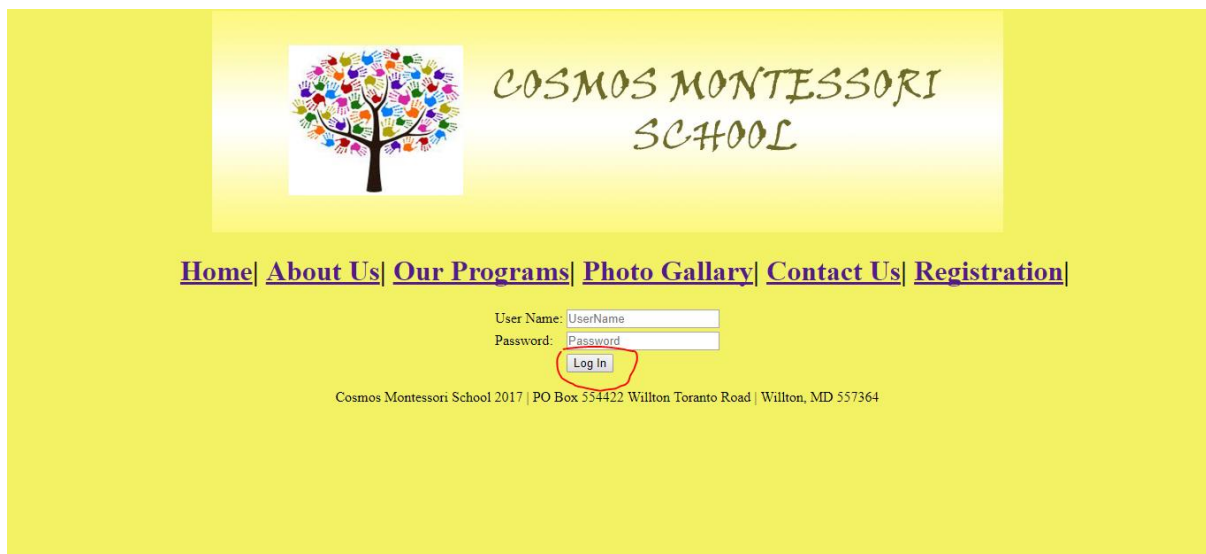 COSMOS MONTESSORI
SCHOOL
Home| About Us| Our Programs| Photo Gallary| Contact Us| Registration|
User Name: UserName
Password: Password
Log In
Cosmos Montessori School 2017 | PO Box 554422 Willton Toranto Road | Willton, MD 557364